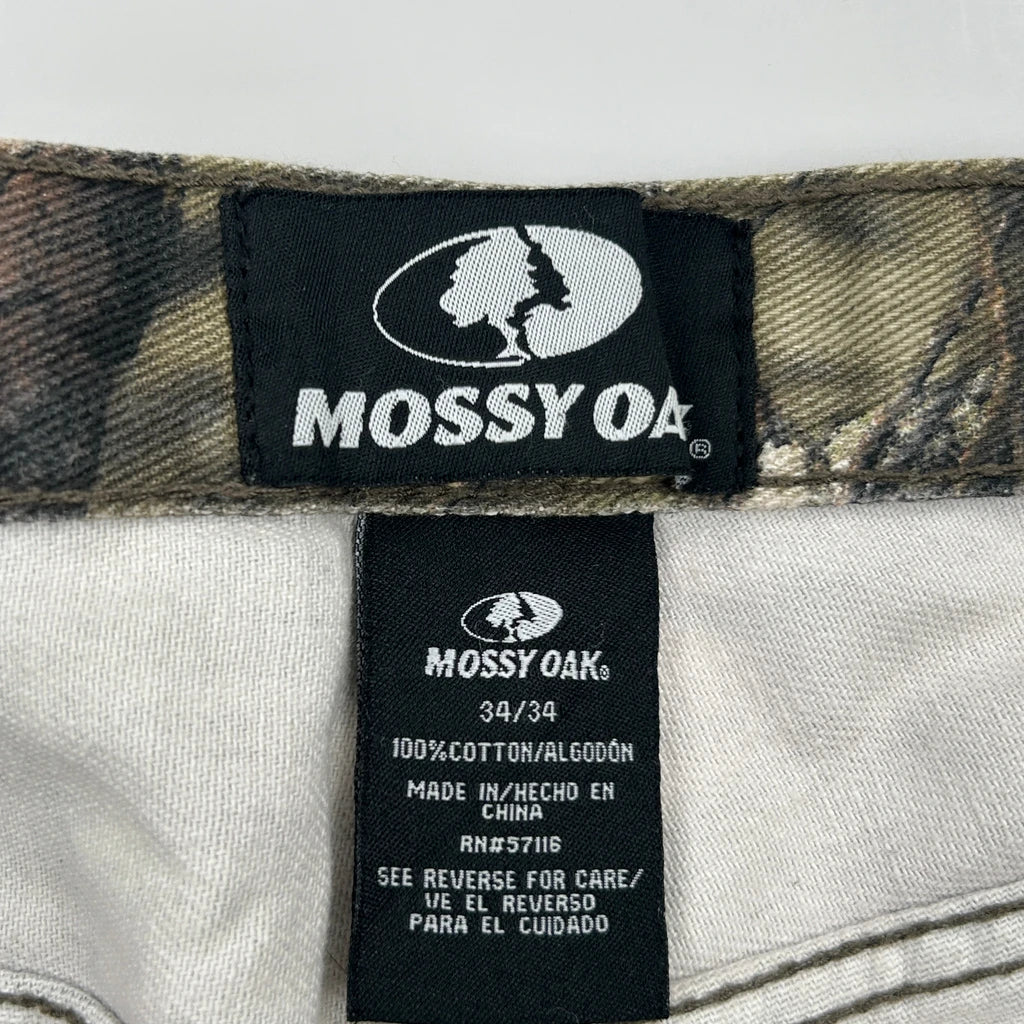 MOSSY OA
®
MOSSY OAK®
34/34
100%COTTON/ALGODÓN
MADE IN/HECHO EN
CHINA
RN#57116
SEE REVERSE FOR CARE/
VE EL REVERSO
PARA EL CUIDADO